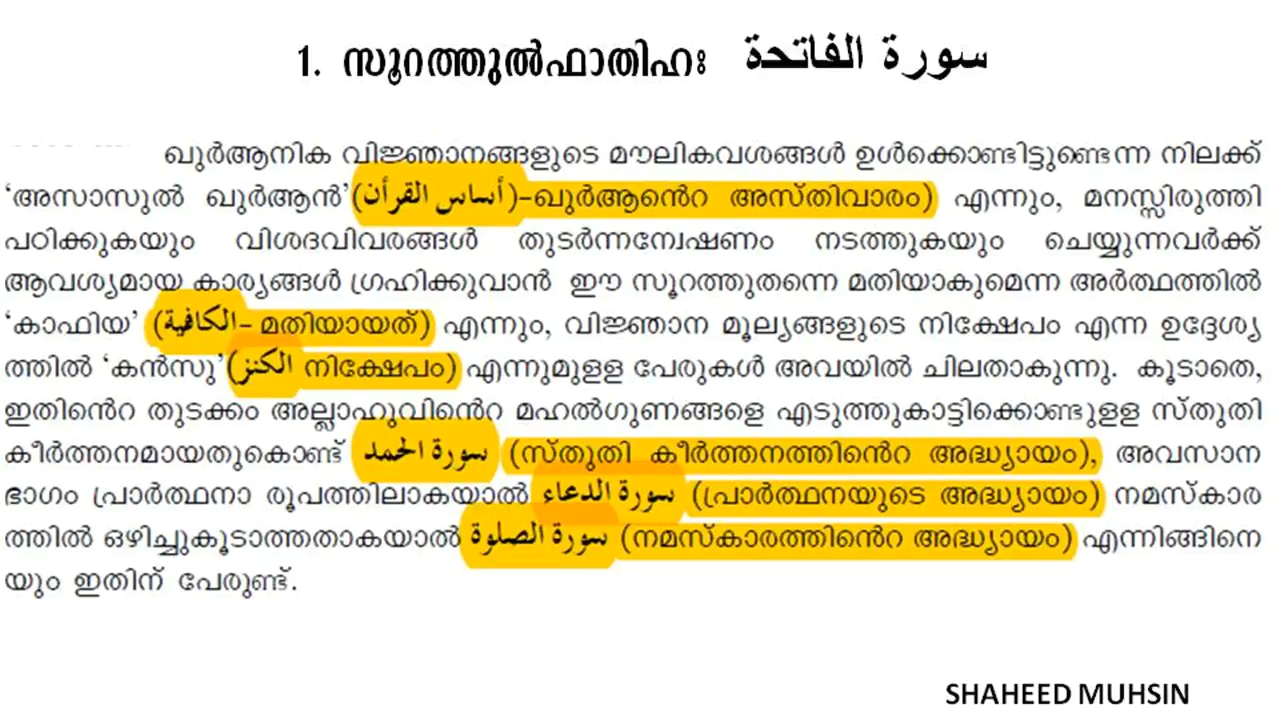 1. സൂറത്തുൽഫാതിഹഃ سورة الفاتحة
ഖുർആനിക വിജ്ഞാനങ്ങളുടെ മൗലികവശങ്ങൾ ഉൾക്കൊണ്ടിട്ടുണ്ടെന്ന നിലക്ക്
‘അസാസുൽ ഖുർആൻ’(أساس القرأن)-ഖുർആന്റെ അസ്തിവാരം) എന്നും, മനസ്സിരുത്തി
പഠിക്കുകയും വിശദവിവരങ്ങൾ തുടർന്നന്വേഷണം നടത്തുകയും ചെയ്യുന്നവർക്ക്
ആവശ്യമായ കാര്യങ്ങൾ ഗ്രഹിക്കുവാൻ ഈ സൂറത്തുതന്നെ മതിയാകുമെന്ന അർത്ഥത്തിൽ
‘കാഫിയ’ (الكافية- മതിയായത്) എന്നും, വിജ്ഞാന മൂല്യങ്ങളുടെ നിക്ഷേപം എന്ന ഉദ്ദേശ്യ
ത്തിൽ ‘കൻസു’(الكنز നിക്ഷേപം) എന്നുമുള്ള പേരുകൾ അവയിൽ ചിലതാകുന്നു. കൂടാതെ,
ഇതിന്റെ തുടക്കം അല്ലാഹുവിന്റെ മഹൽഗുണങ്ങളെ എടുത്തുകാട്ടിക്കൊണ്ടുള്ള സ്തുതി
കീർത്തനമായതുകൊണ്ട് سورة الحمد (സ്തുതി കീർത്തനത്തിന്റെ അദ്ധ്യായം), അവസാന
ഭാഗം പ്രാർത്ഥനാ രൂപത്തിലാകയാൽ سورة الدعاء (പ്രാർത്ഥനയുടെ അദ്ധ്യായം) നമസ്കാര
ത്തിൽ ഒഴിച്ചുകൂടാത്തതാകയാൽ سورة الصلوة (നമസ്കാരത്തിന്റെ അദ്ധ്യായം) എന്നിങ്ങിനെ
യും ഇതിന് പേരുണ്ട്.
SHAHEED MUHSIN